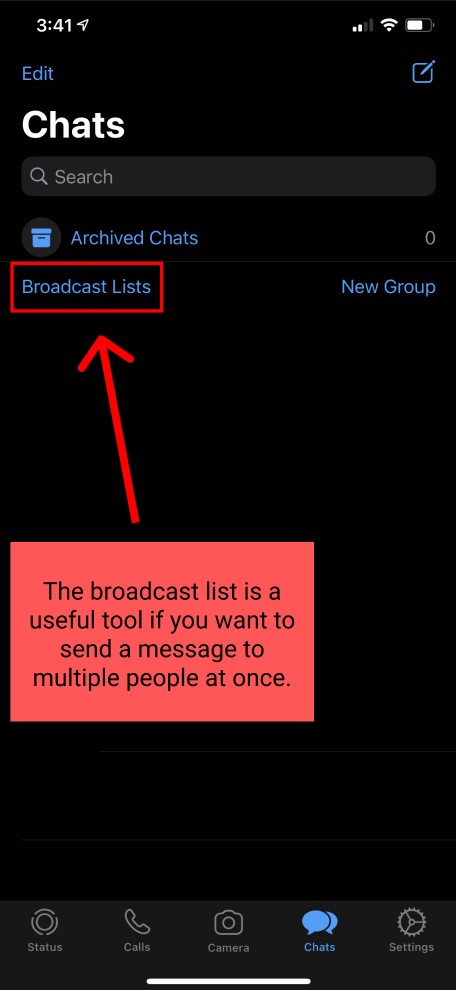 3:41
Edit
Chats
Search
Archived Chats 0
Broadcast Lists New Group
The broadcast list is a
useful tool if you want to
send a message to
multiple people at once.
Status Calls Camera Chats Settings